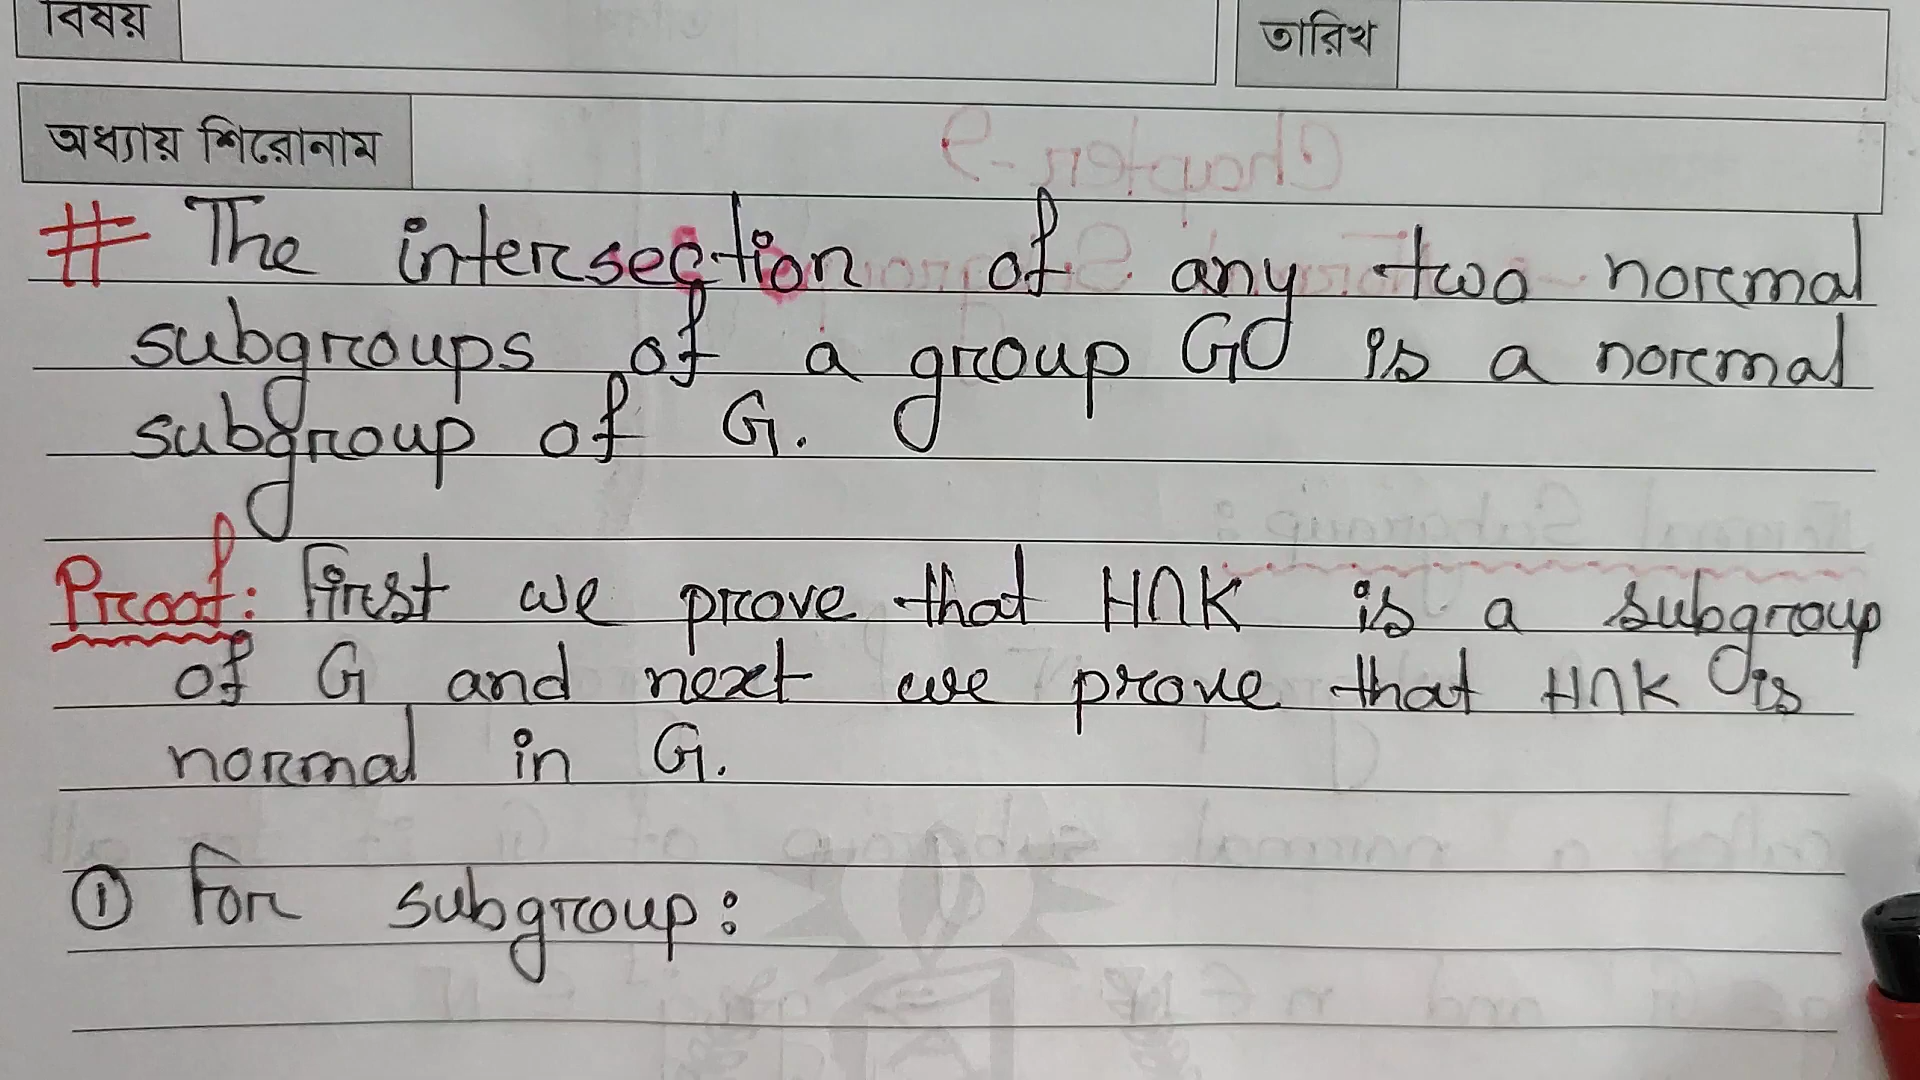 বিষয়
তারিখ
অধ্যায় শিরোনাম
# The intersection of any two normal
subgroups of a group G is a normal
subgroup of G.
Proof: First we prove that H∩K is a subgroup
of G and next we prove that H∩K is
normal in G.
① For subgroup: